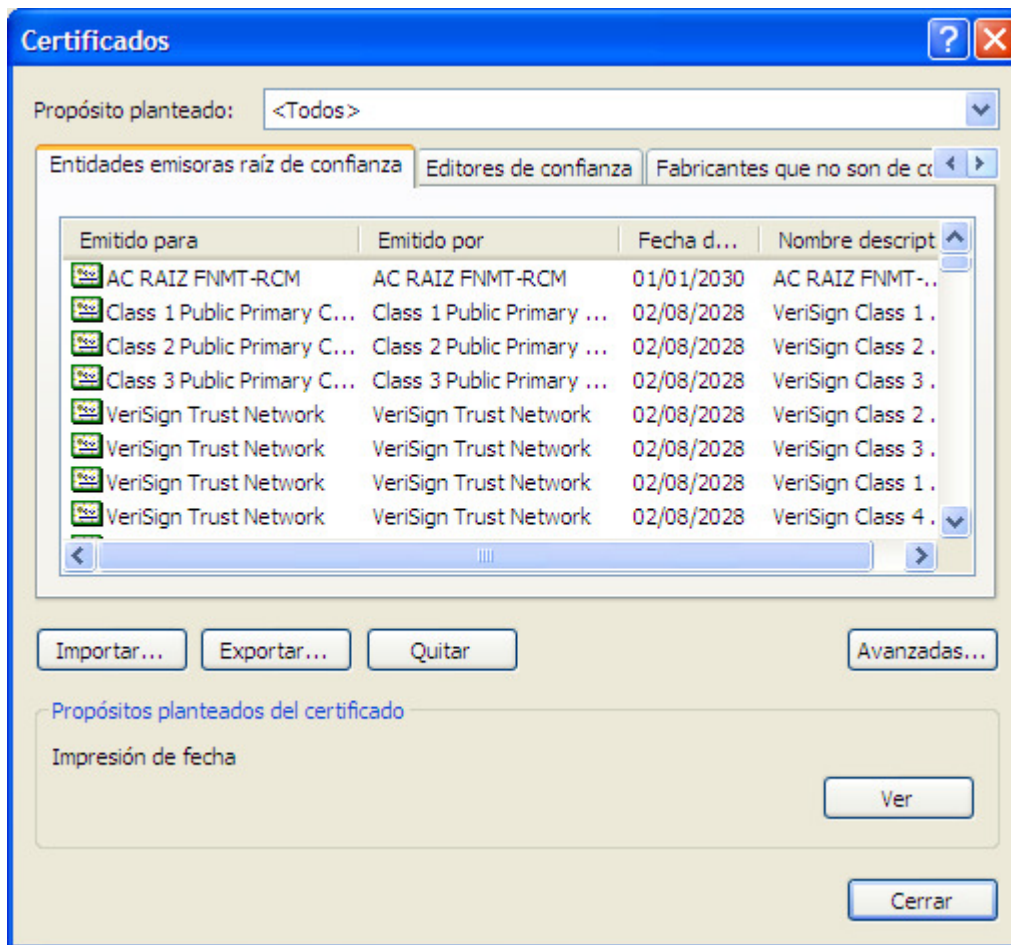 Certificados
Propósito planteado: <Todos>
Entidades emisoras raíz de confianza Editores de confianza Fabricantes que no son de co
Emitido para Emitido por Fecha d... Nombre descript
AC RAIZ FNMT-RCM AC RAIZ FNMT-RCM 01/01/2030 AC RAIZ FNMT-..
Class 1 Public Primary C... Class 1 Public Primary ... 02/08/2028 VeriSign Class 1 .
Class 2 Public Primary C... Class 2 Public Primary ... 02/08/2028 VeriSign Class 2 .
Class 3 Public Primary C... Class 3 Public Primary ... 02/08/2028 VeriSign Class 3 .
VeriSign Trust Network VeriSign Trust Network 02/08/2028 VeriSign Class 2 .
VeriSign Trust Network VeriSign Trust Network 02/08/2028 VeriSign Class 3 .
VeriSign Trust Network VeriSign Trust Network 02/08/2028 VeriSign Class 1 .
VeriSign Trust Network VeriSign Trust Network 02/08/2028 VeriSign Class 4 .
Importar... Exportar... Quitar Avanzadas...
Propósitos planteados del certificado
Impresión de fecha
Ver
Cerrar